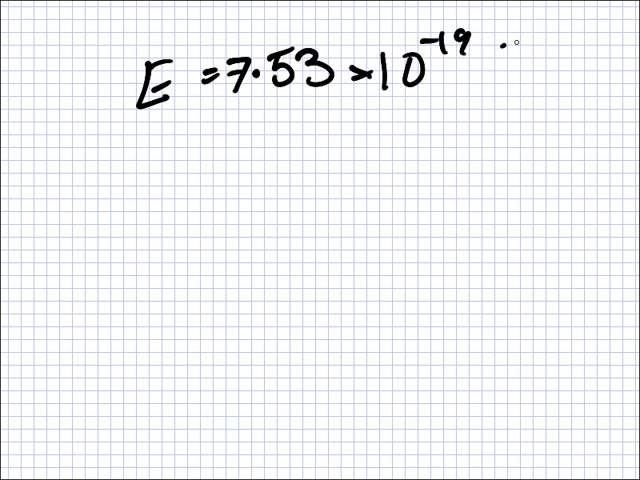 E = 7.53 × 10⁻¹⁹ .